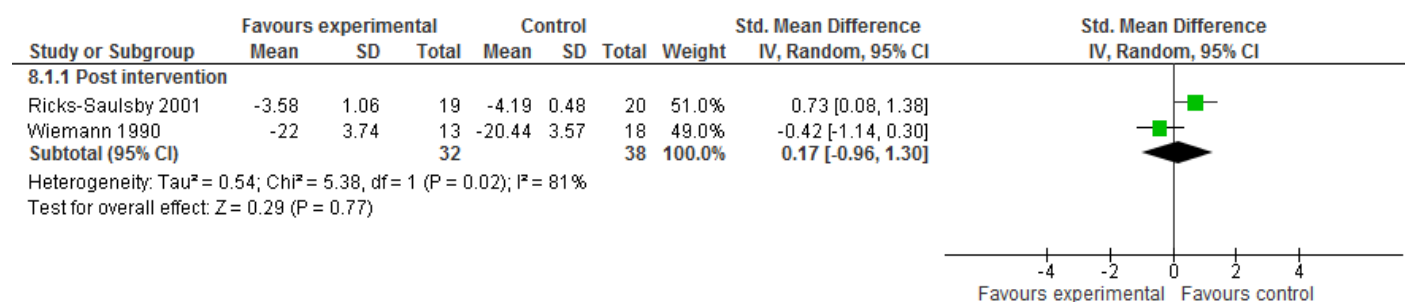 Favours experimental Control Std. Mean Difference Std. Mean Difference
Study or Subgroup Mean SD Total Mean SD Total Weight IV, Random, 95% CI IV, Random, 95% CI
8.1.1 Post intervention
Ricks-Saulsby 2001 -3.58 1.06 19 -4.19 0.48 20 51.0% 0.73 [0.08, 1.38]
Wiemann 1990 -22 3.74 13 -20.44 3.57 18 49.0% -0.42 [-1.14, 0.30]
Subtotal (95% CI) 32 38 100.0% 0.17 [-0.96, 1.30]
Heterogeneity: Tau² = 0.54; Chi² = 5.38, df = 1 (P = 0.02); I² = 81%
Test for overall effect: Z = 0.29 (P = 0.77)
-4 -2 0 2 4
Favours experimental Favours control